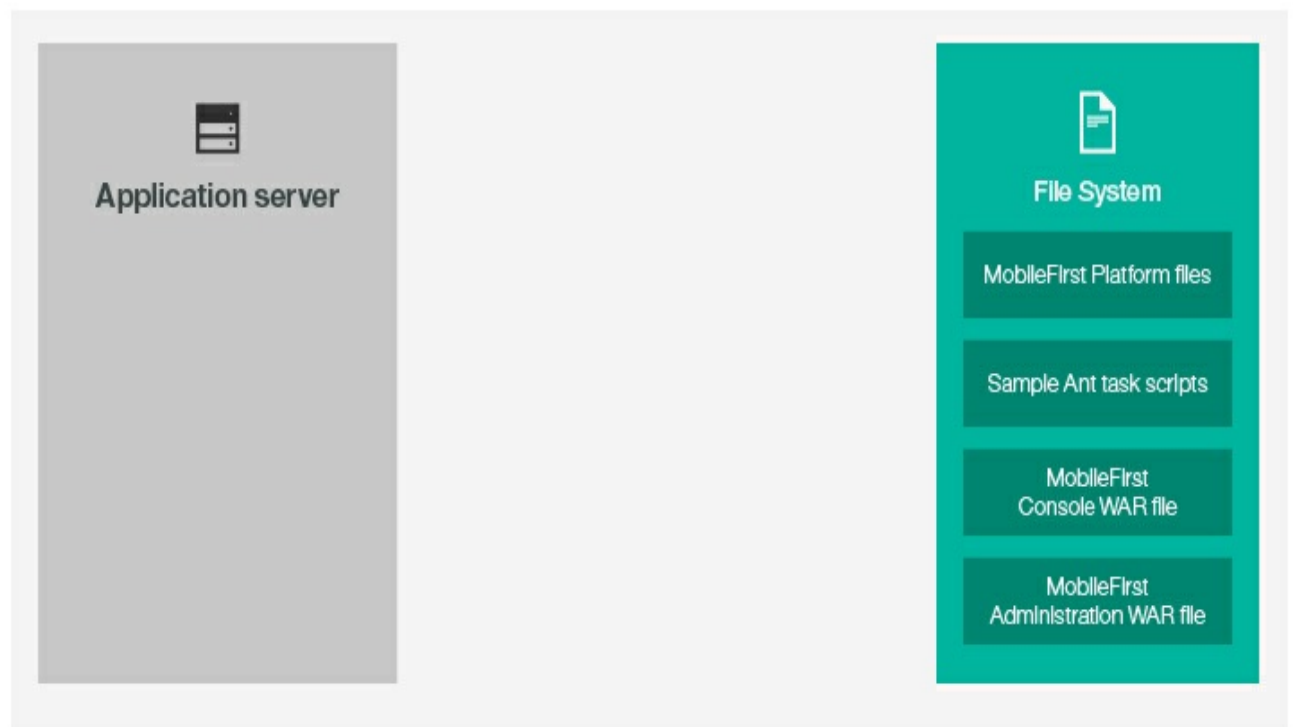 Application server
File System
MobileFirst Platform files
Sample Ant task scripts
MobileFirst
Console WAR file
MobileFirst
Administration WAR file